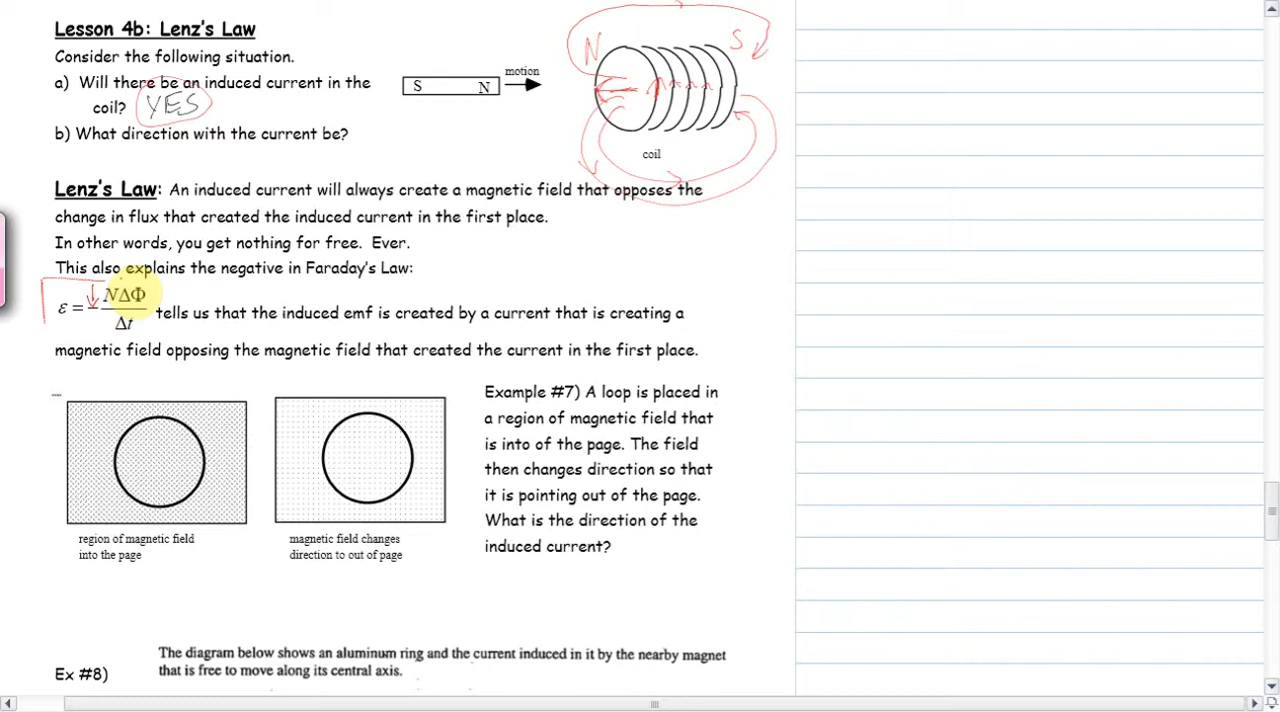 Lesson 4b: Lenz's Law
Consider the following situation.
a) Will there be an induced current in the
coil? YES
b) What direction with the current be?
S N
motion
N S
coil
Lenz's Law: An induced current will always create a magnetic field that opposes the
change in flux that created the induced current in the first place.
In other words, you get nothing for free. Ever.
This also explains the negative in Faraday's Law:
ε = − NΔΦ / Δt tells us that the induced emf is created by a current that is creating a
magnetic field opposing the magnetic field that created the current in the first place.
region of magnetic field
into the page
magnetic field changes
direction to out of page
Example #7) A loop is placed in
a region of magnetic field that
is into of the page. The field
then changes direction so that
it is pointing out of the page.
What is the direction of the
induced current?
Ex #8)
The diagram below shows an aluminum ring and the current induced in it by the nearby magnet
that is free to move along its central axis.